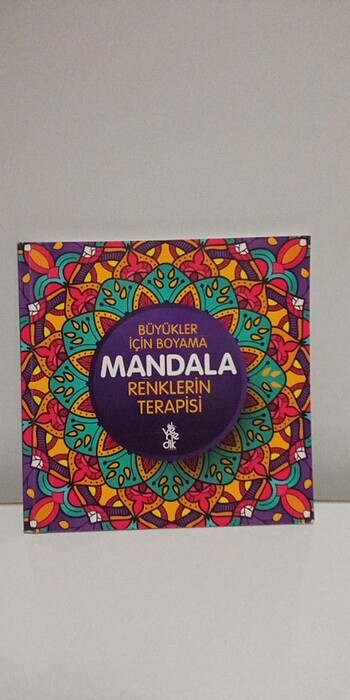 BÜYÜKLER
İÇİN BOYAMA
MANDALA
RENKLERİN
TERAPİSİ